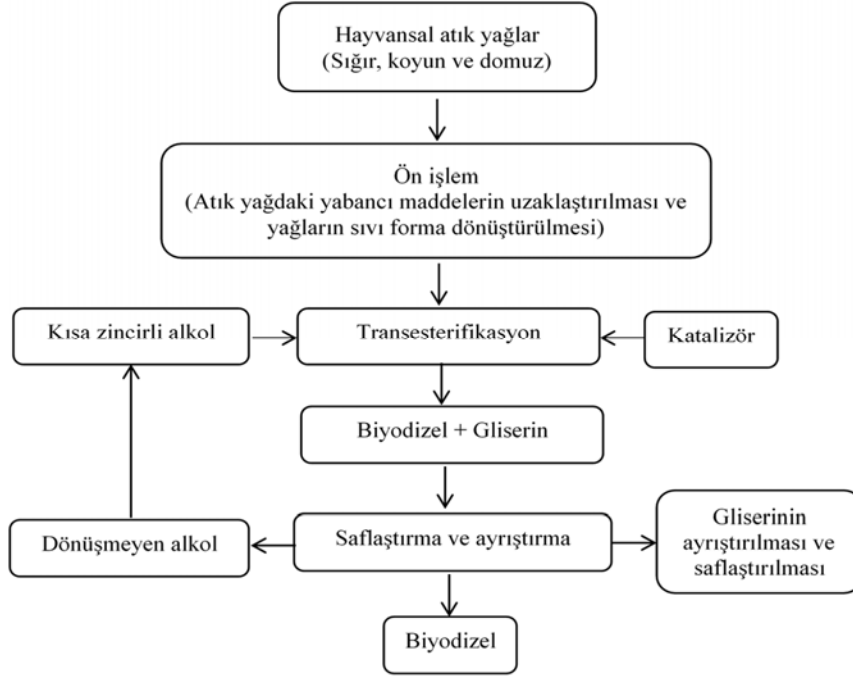 Hayvansal atık yağlar
(Sığır, koyun ve domuz)
Ön işlem
(Atık yağdaki yabancı maddelerin uzaklaştırılması ve
yağların sıvı forma dönüştürülmesi)
Kısa zincirli alkol
Transesterifikasyon
Katalizör
Biyodizel + Gliserin
Dönüşmeyen alkol
Saflaştırma ve ayrıştırma
Gliserinin
ayrıştırılması ve
saflaştırılması
Biyodizel